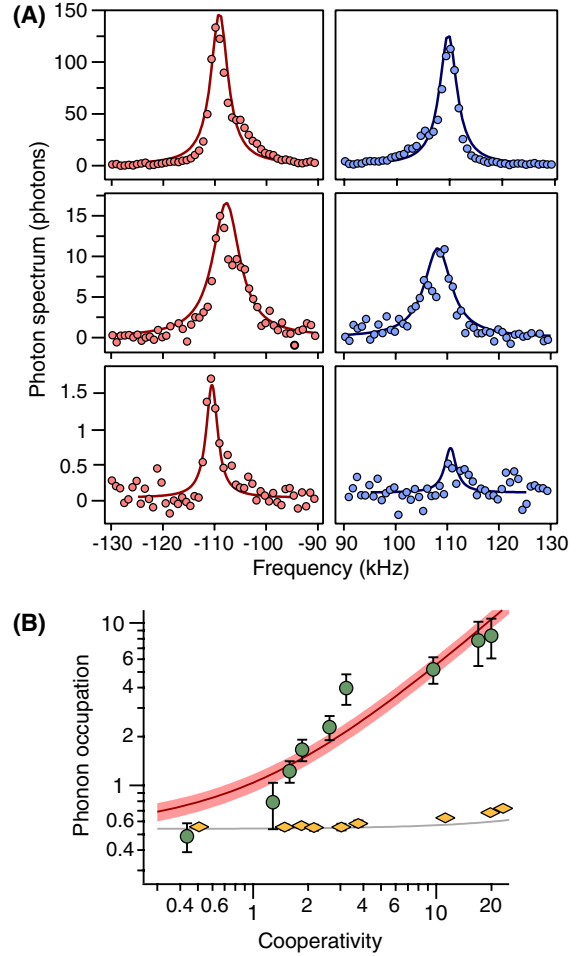 (A)
150
100
50
0
Photon spectrum (photons)
15
10
5
0
1.5
1
0.5
0
-130 -120 -110 -100 -90 90 100 110 120 130
Frequency (kHz)
(B)
10
6
4
2
1
0.6
0.4
Phonon occupation
0.4 0.6 1 2 4 6 10 20
Cooperativity